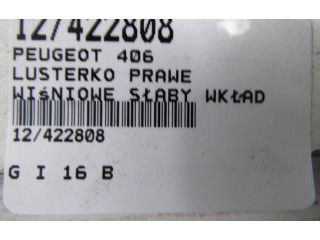 12/422808
PEUGEOT 406
LUSTERKO PRAWE
WIśNIOWE SŁABY WKŁAD
12/422808
G I 16 B